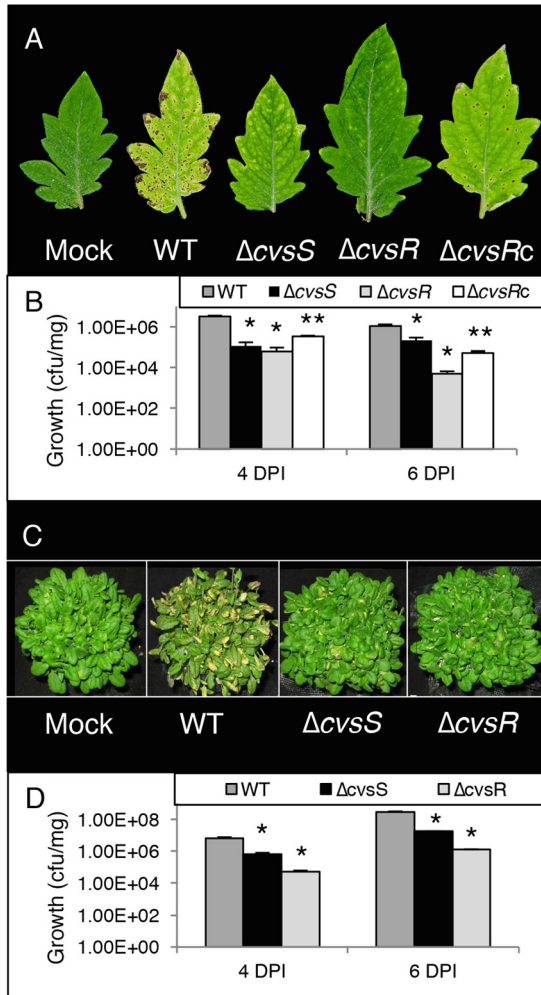 A
Mock WT ΔcvsS ΔcvsR ΔcvsRc
B
WT ΔcvsS ΔcvsR ΔcvsRc
Growth (cfu/mg)
1.00E+06
1.00E+04
1.00E+02
1.00E+00
* * **
* * **
4 DPI 6 DPI
C
Mock WT ΔcvsS ΔcvsR
D
WT ΔcvsS ΔcvsR
Growth (cfu/mg)
1.00E+08
1.00E+06
1.00E+04
1.00E+02
1.00E+00
* *
* *
4 DPI 6 DPI